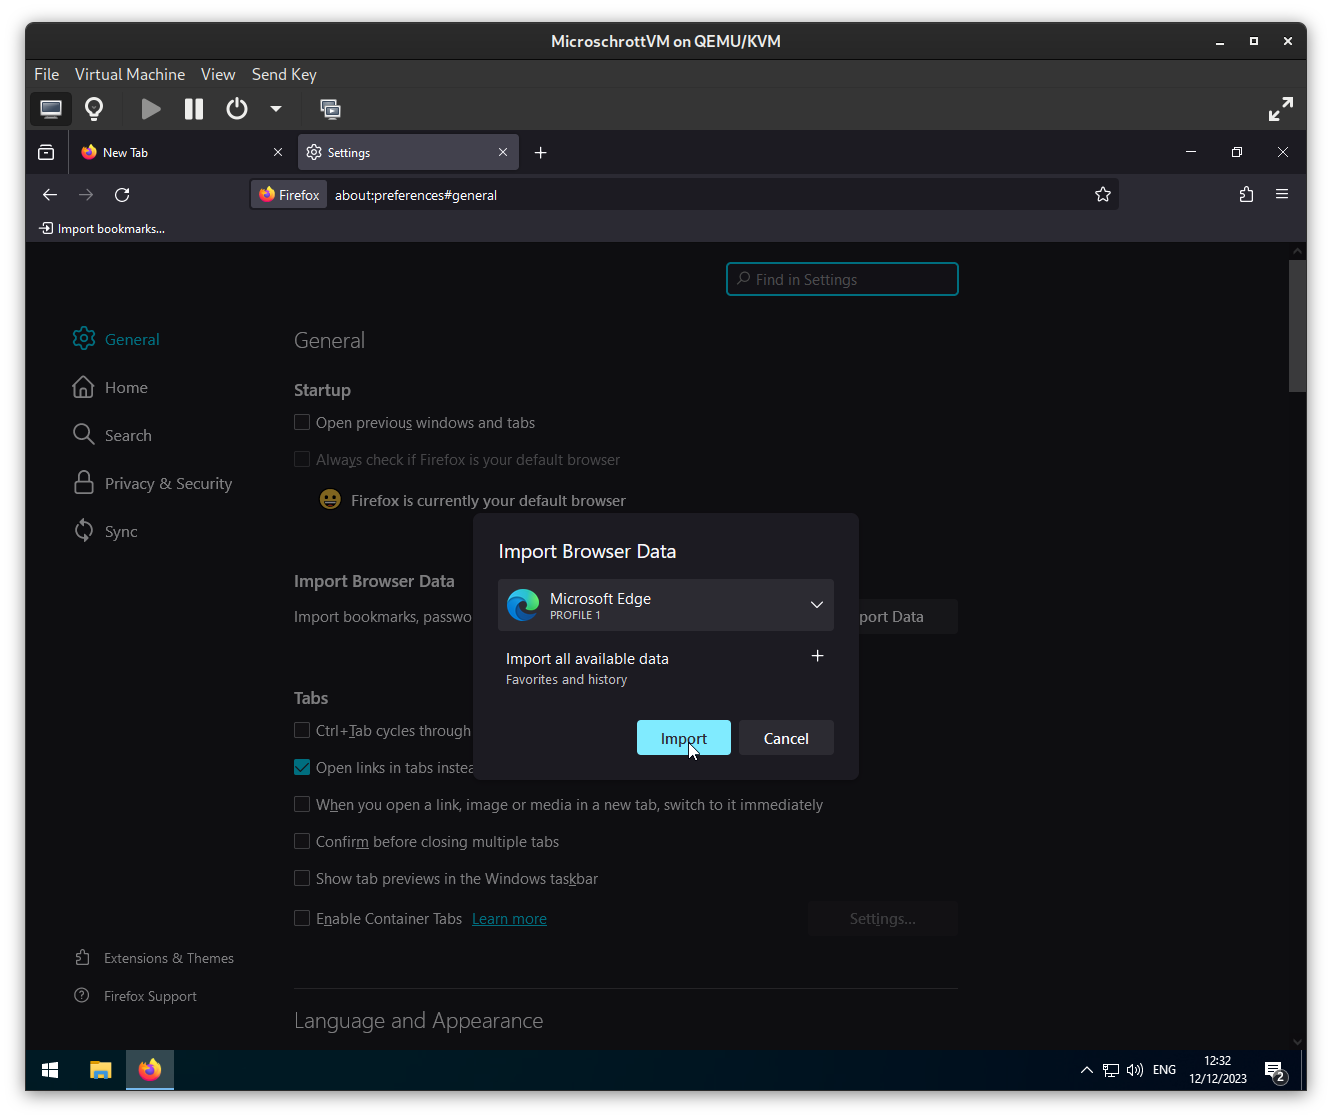 MicroschrottVM on QEMU/KVM
File Virtual Machine View Send Key
New Tab
Settings
Firefox about:preferences#general
Import bookmarks...
Find in Settings
General
Home
Search
Privacy & Security
Sync
Extensions & Themes
Firefox Support
General
Startup
Open previous windows and tabs
Always check if Firefox is your default browser
Firefox is currently your default browser
Import Browser Data
Import bookmarks, passwo
port Data
Import Browser Data
Microsoft Edge
PROFILE 1
Import all available data
Favorites and history
Import Cancel
Tabs
Ctrl+Tab cycles through
Open links in tabs instea
When you open a link, image or media in a new tab, switch to it immediately
Confirm before closing multiple tabs
Show tab previews in the Windows taskbar
Enable Container Tabs Learn more
Settings...
Language and Appearance
ENG
12:32
12/12/2023
2